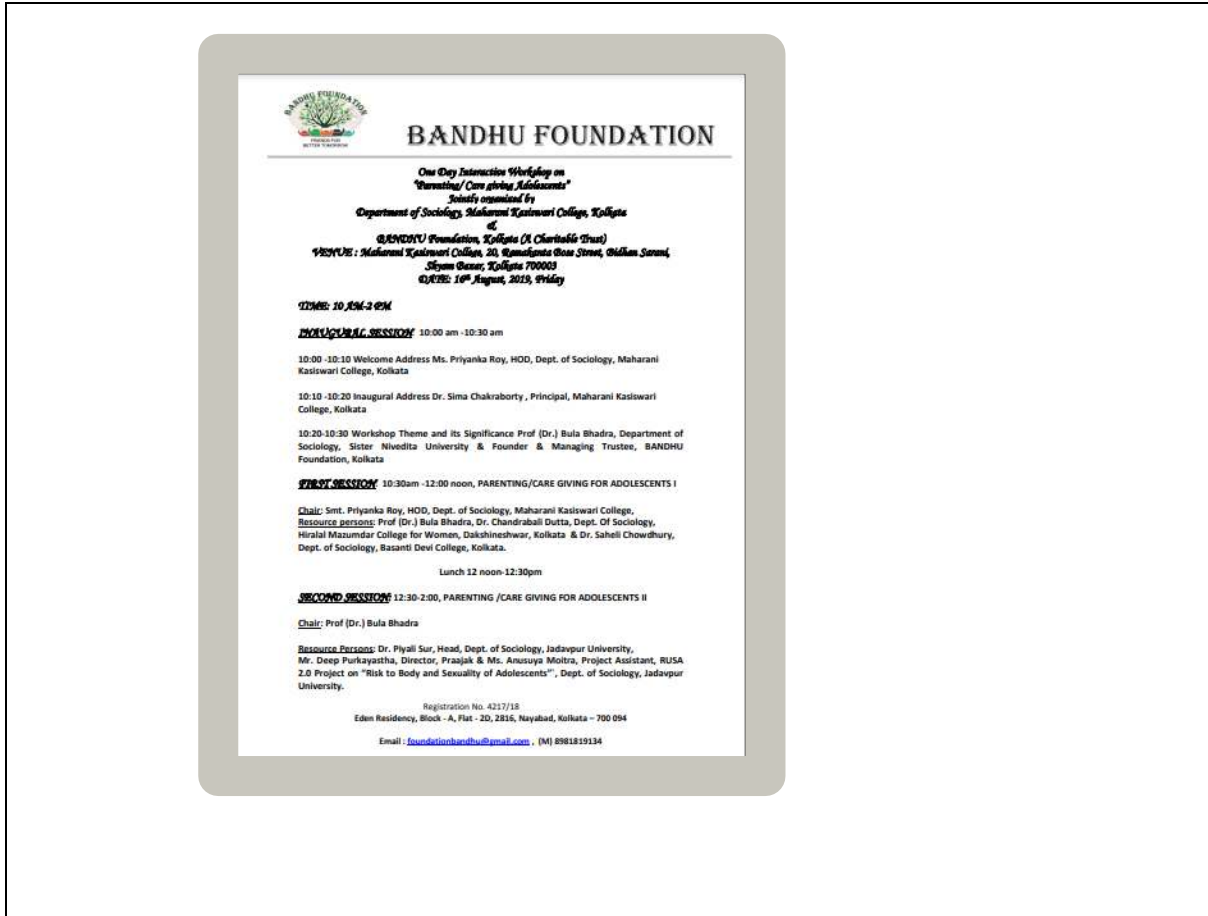 BANDHU FOUNDATION
FRIENDS FOR
BETTER TOMORROW
BANDHU FOUNDATION
One Day Interactive Workshop on
"Parenting/ Care giving Adolescents"
Jointly organized by
Department of Sociology, Maharani Kasiswari College, Kolkata
&
BANDHU Foundation, Kolkata (A Charitable Trust)
VENUE : Maharani Kasiswari College, 20, Ramakanta Bose Street, Bidhan Sarani,
Shyam Bazar, Kolkata 700003
DATE: 16th August, 2019, Friday
TIME: 10 AM-2 PM
INAUGURAL SESSION 10:00 am -10:30 am
10:00 -10:10 Welcome Address Ms. Priyanka Roy, HOD, Dept. of Sociology, Maharani
Kasiswari College, Kolkata
10:10 -10:20 Inaugural Address Dr. Sima Chakraborty , Principal, Maharani Kasiswari
College, Kolkata
10:20-10:30 Workshop Theme and its Significance Prof (Dr.) Bula Bhadra, Department of
Sociology, Sister Nivedita University & Founder & Managing Trustee, BANDHU
Foundation, Kolkata
FIRST SESSION 10:30am -12:00 noon, PARENTING/CARE GIVING FOR ADOLESCENTS I
Chair: Smt. Priyanka Roy, HOD, Dept. of Sociology, Maharani Kasiswari College,
Resource persons: Prof (Dr.) Bula Bhadra, Dr. Chandrabali Dutta, Dept. Of Sociology,
Hiralal Mazumdar College for Women, Dakshineshwar, Kolkata & Dr. Saheli Chowdhury,
Dept. of Sociology, Basanti Devi College, Kolkata.
Lunch 12 noon-12:30pm
SECOND SESSION: 12:30-2:00, PARENTING /CARE GIVING FOR ADOLESCENTS II
Chair: Prof (Dr.) Bula Bhadra
Resource Persons: Dr. Piyali Sur, Head, Dept. of Sociology, Jadavpur University,
Mr. Deep Purkayastha, Director, Praajak & Ms. Anusuya Moitra, Project Assistant, RUSA
2.0 Project on "Risk to Body and Sexuality of Adolescents"¨, Dept. of Sociology, Jadavpur
University.
Registration No. 4217/18
Eden Residency, Block - A, Flat - 2D, 2816, Nayabad, Kolkata – 700 094
Email : foundationbandhu@gmail.com , (M) 8981819134